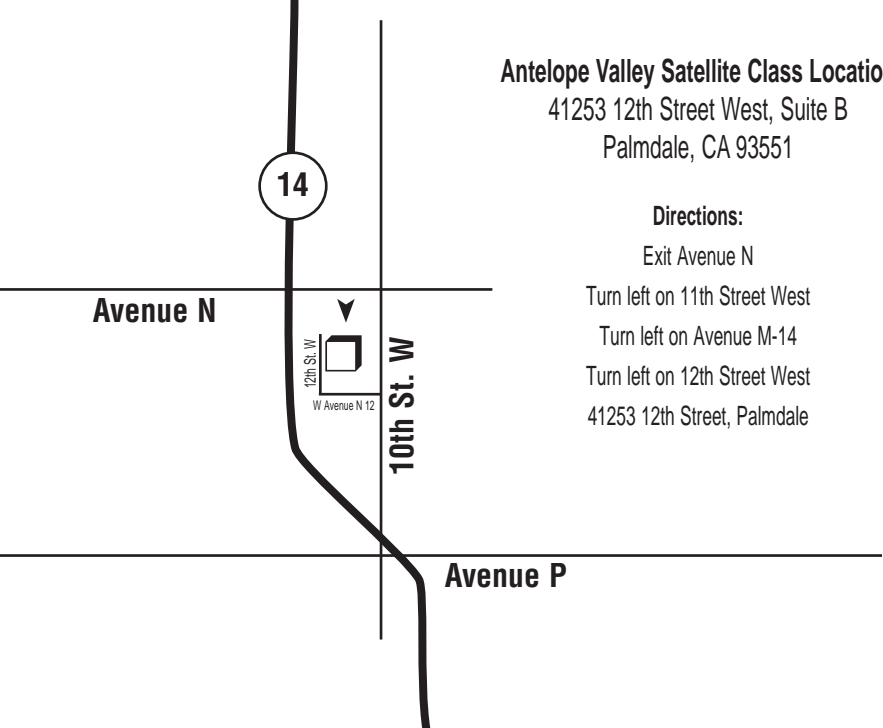 Antelope Valley Satellite Class Locatio
41253 12th Street West, Suite B
Palmdale, CA 93551
14
Directions:
Exit Avenue N
Avenue N
Turn left on 11th Street West
Turn left on Avenue M-14
12th St. W
10th St. W
Turn left on 12th Street West
W Avenue N 12
41253 12th Street, Palmdale
Avenue P